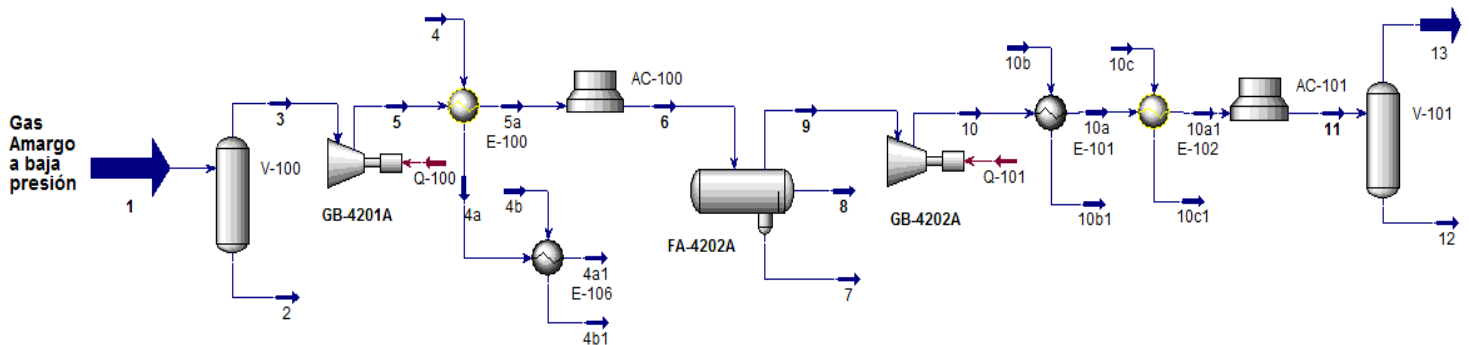 Gas
Amargo
a baja
presión
1
2
3
V-100
GB-4201A
Q-100
5
4
E-100
5a
4a
4b
4a1
E-106
4b1
AC-100
6
FA-4202A
7
8
9
GB-4202A
Q-101
10
10b
E-101
10a
10b1
10c
E-102
10a1
10c1
AC-101
11
V-101
13
12